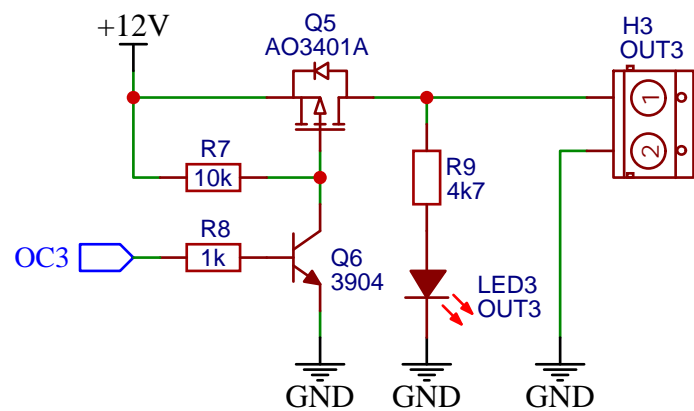 +12V
Q5
AO3401A
H3
OUT3
1
2
R7
10k
R9
4k7
OC3
R8
1k
Q6
3904
LED3
OUT3
GND
GND
GND